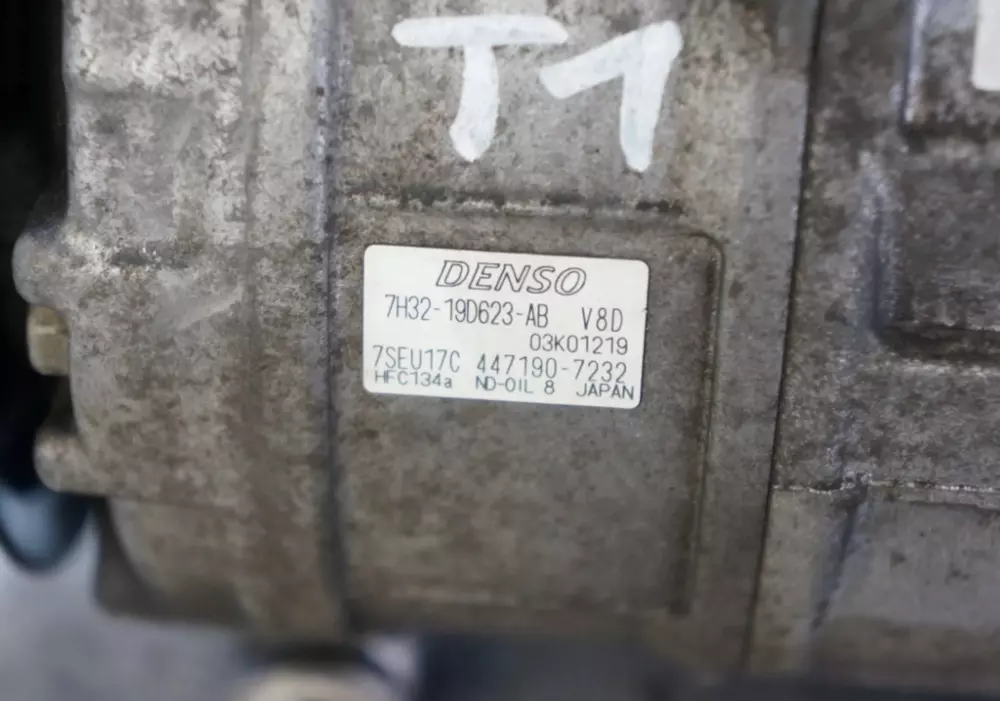 T1
DENSO
7H32-19D623-AB V8D
03K01219
7SEU17C 447190-7232
HFC134a ND-OIL 8 JAPAN